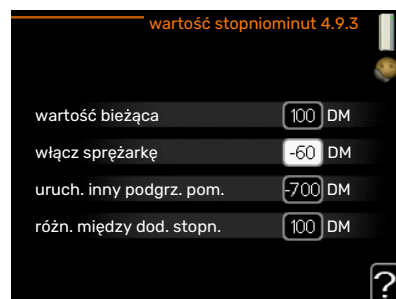 wartość stopniominut 4.9.3
wartość bieżąca 100 DM
włącz sprężarkę -60 DM
uruch. inny podgrz. pom. -700 DM
różn. między dod. stopn. 100 DM
?